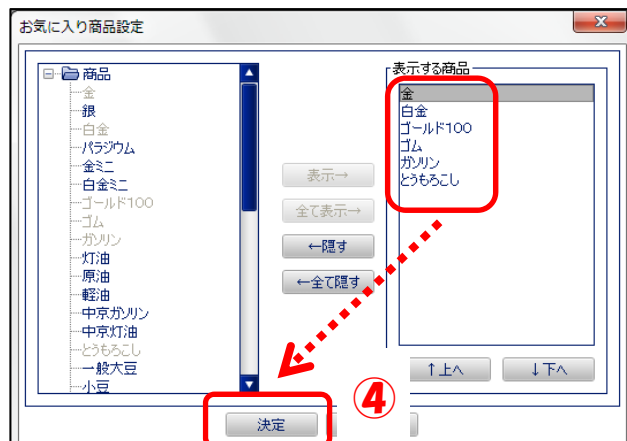 お気に入り商品設定
商品
金
銀
白金
パラジウム
金ミニ
白金ミニ
ゴールド100
ゴム
ガソリン
灯油
原油
軽油
中京ガソリン
中京灯油
とうもろこし
一般大豆
小豆
表示→
全て表示→
←隠す
←全て隠す
表示する商品
金
白金
ゴールド100
ゴム
ガソリン
とうもろこし
↑上へ
↓下へ
決定
④